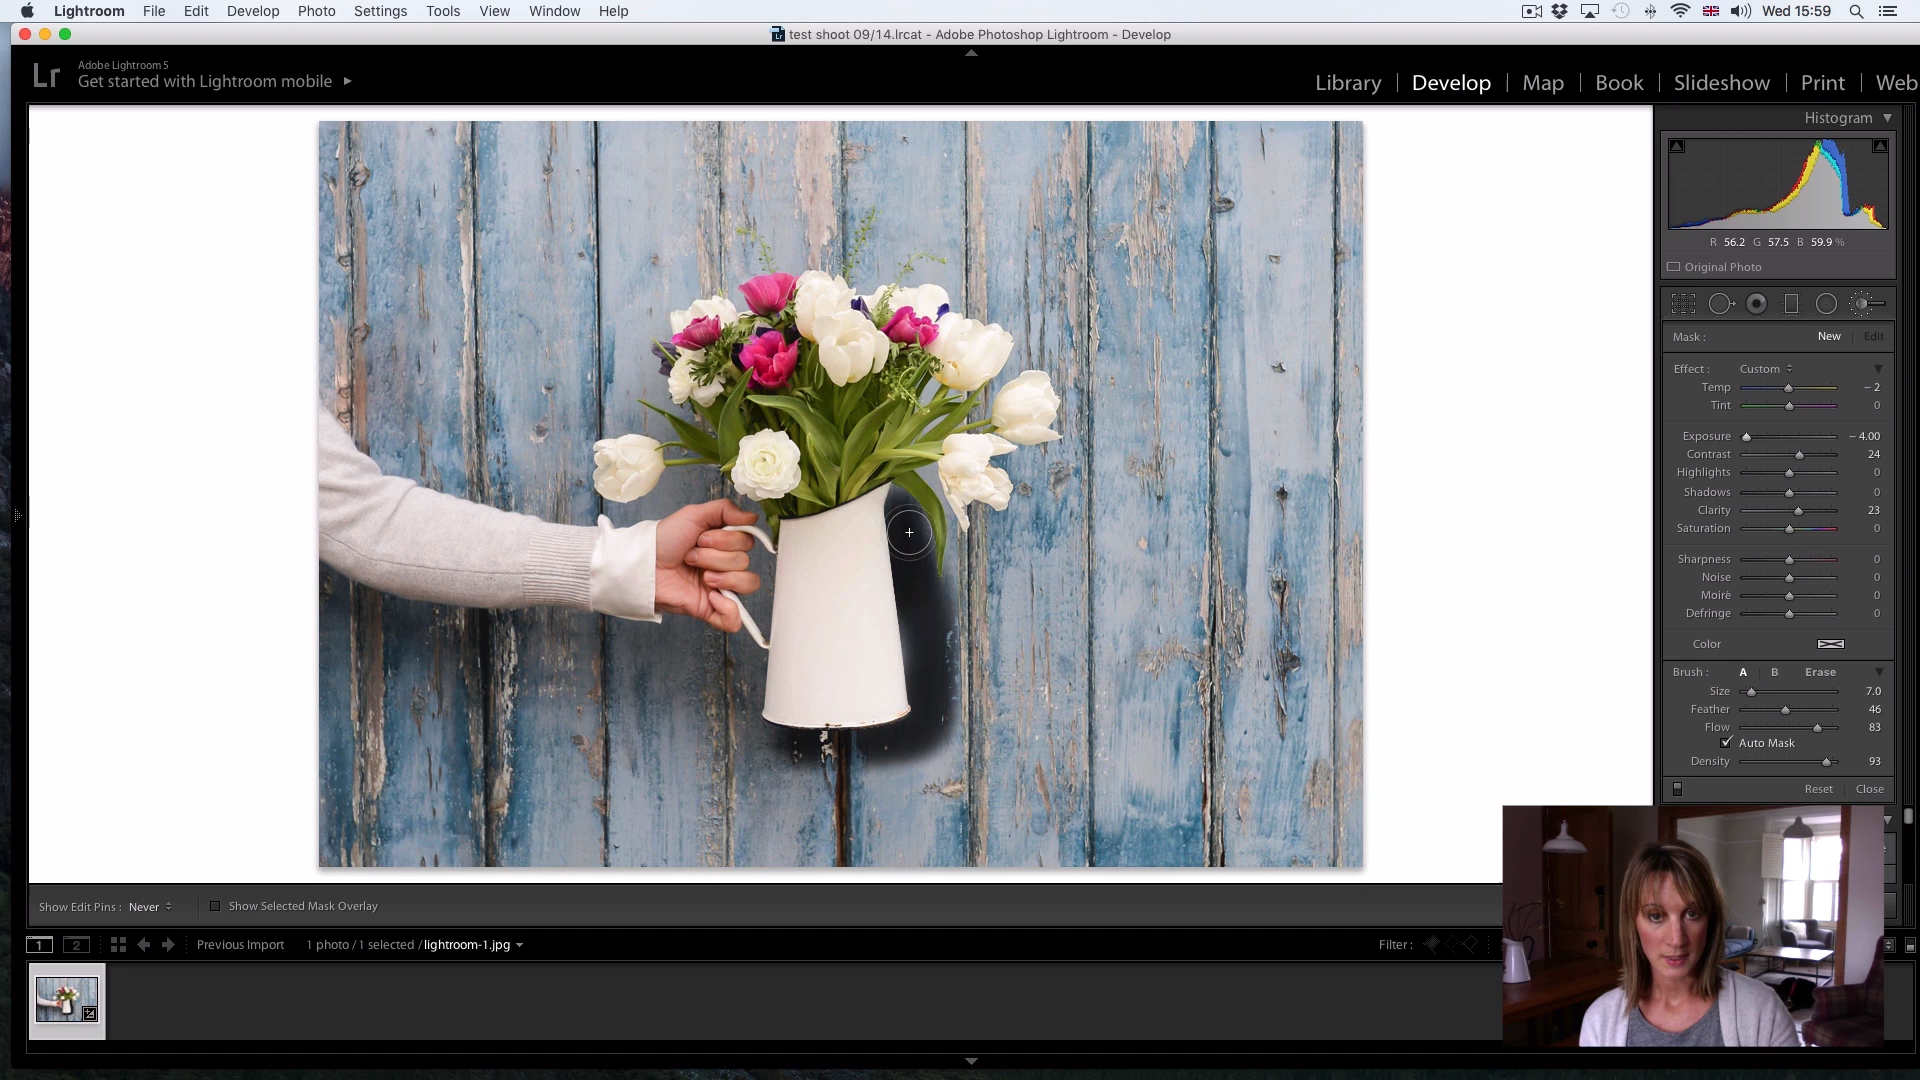 Lightroom File Edit Develop Photo Settings Tools View Window Help Wed 15:59
test shoot 09/14.lrcat - Adobe Photoshop Lightroom - Develop
Lr
Adobe Lightroom 5
Get started with Lightroom mobile
Library | Develop | Map | Book | Slideshow | Print | Web
Histogram
R 56.2 G 57.5 B 59.9 %
Original Photo
Mask : New | Edit
Effect : Custom
Temp - 2
Tint 0
Exposure - 4.00
Contrast 24
Highlights 0
Shadows 0
Clarity 23
Saturation 0
Sharpness 0
Noise 0
Moiré 0
Defringe 0
Color
Brush : A | B Erase
Size 7.0
Feather 46
Flow 83
Auto Mask
Density 93
Reset | Close
Show Edit Pins : Never Show Selected Mask Overlay
1 2 Previous Import 1 photo / 1 selected / lightroom-1.jpg Filter :